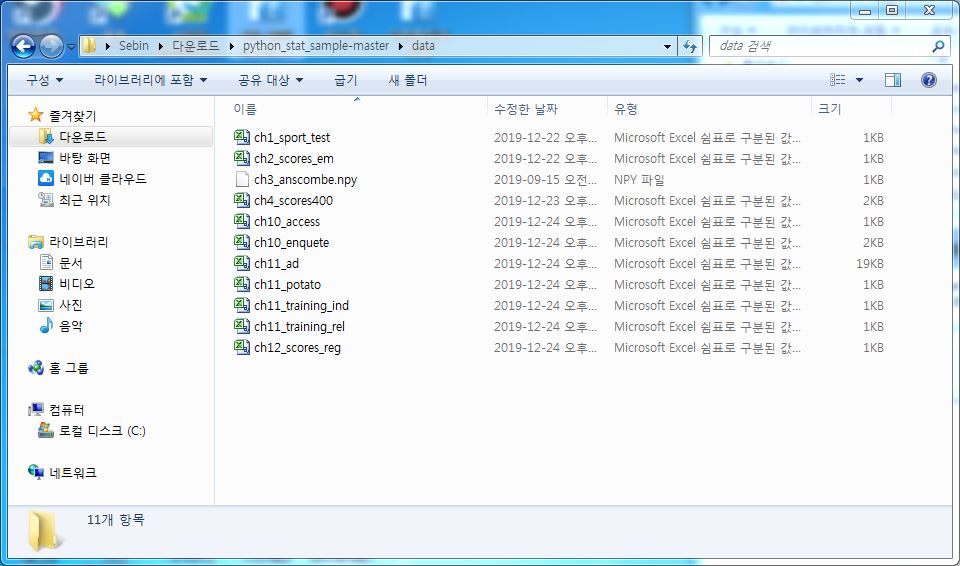 Sebin 다운로드 python_stat_sample-master data data 검색
구성 라이브러리에 포함 공유 대상 굽기 새 폴더
즐겨찾기
다운로드
바탕 화면
네이버 클라우드
최근 위치
라이브러리
문서
비디오
사진
음악
홈 그룹
컴퓨터
로컬 디스크 (C:)
네트워크
이름 수정한 날짜 유형 크기
ch1_sport_test 2019-12-22 오후... Microsoft Excel 쉼표로 구분된 값... 1KB
ch2_scores_em 2019-12-22 오후... Microsoft Excel 쉼표로 구분된 값... 1KB
ch3_anscombe.npy 2019-09-15 오전... NPY 파일 1KB
ch4_scores400 2019-12-23 오후... Microsoft Excel 쉼표로 구분된 값... 2KB
ch10_access 2019-12-24 오후... Microsoft Excel 쉼표로 구분된 값... 1KB
ch10_enquete 2019-12-24 오후... Microsoft Excel 쉼표로 구분된 값... 2KB
ch11_ad 2019-12-24 오후... Microsoft Excel 쉼표로 구분된 값... 19KB
ch11_potato 2019-12-24 오후... Microsoft Excel 쉼표로 구분된 값... 1KB
ch11_training_ind 2019-12-24 오후... Microsoft Excel 쉼표로 구분된 값... 1KB
ch11_training_rel 2019-12-24 오후... Microsoft Excel 쉼표로 구분된 값... 1KB
ch12_scores_reg 2019-12-24 오후... Microsoft Excel 쉼표로 구분된 값... 1KB
11개 항목